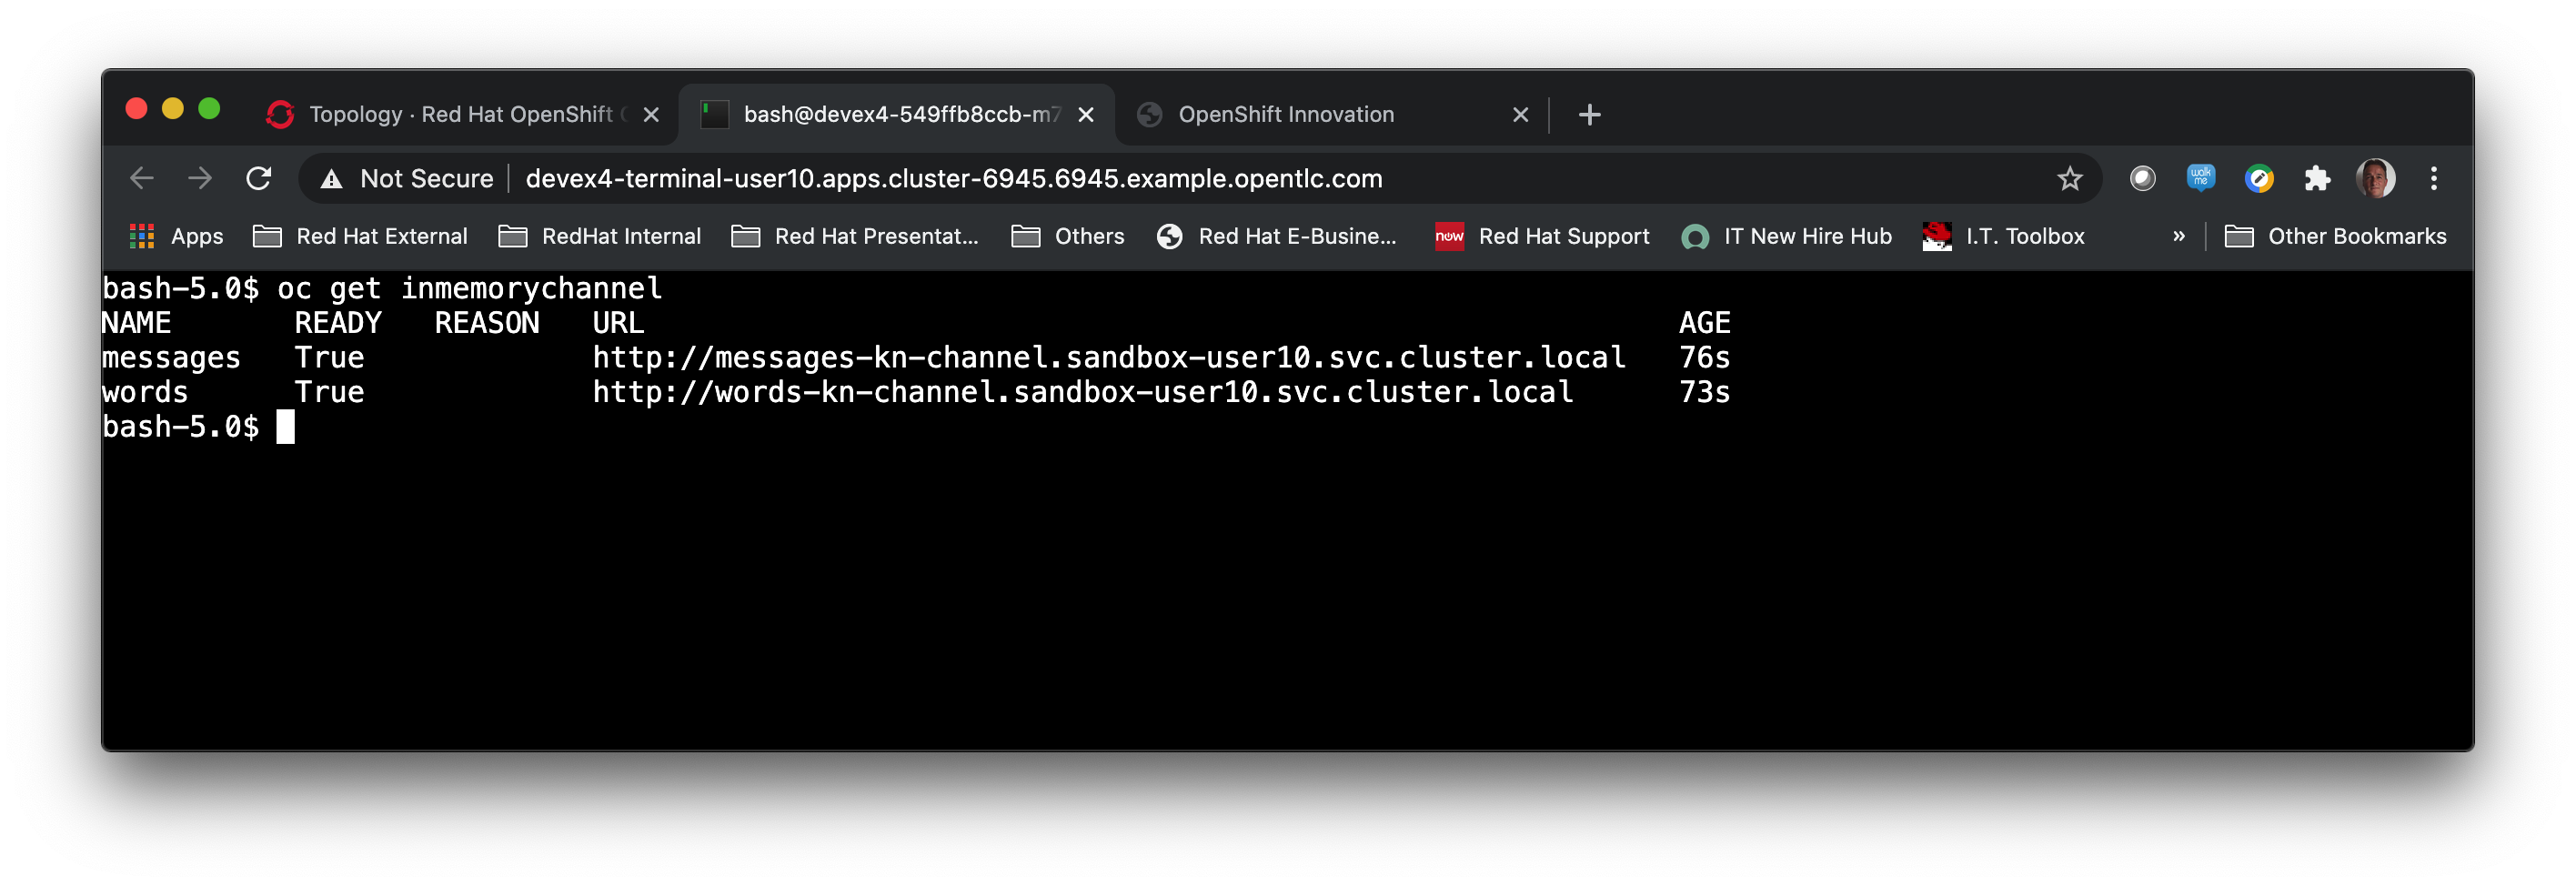 Topology · Red Hat OpenShift
bash@devex4-549ffb8ccb-m7
OpenShift Innovation
Not Secure devex4-terminal-user10.apps.cluster-6945.6945.example.opentlc.com
walk me
Apps Red Hat External RedHat Internal Red Hat Presentat... Others Red Hat E-Busine... now Red Hat Support IT New Hire Hub I.T. Toolbox » Other Bookmarks
bash-5.0$ oc get inmemorychannel
NAME READY REASON URL AGE
messages True http://messages-kn-channel.sandbox-user10.svc.cluster.local 76s
words True http://words-kn-channel.sandbox-user10.svc.cluster.local 73s
bash-5.0$